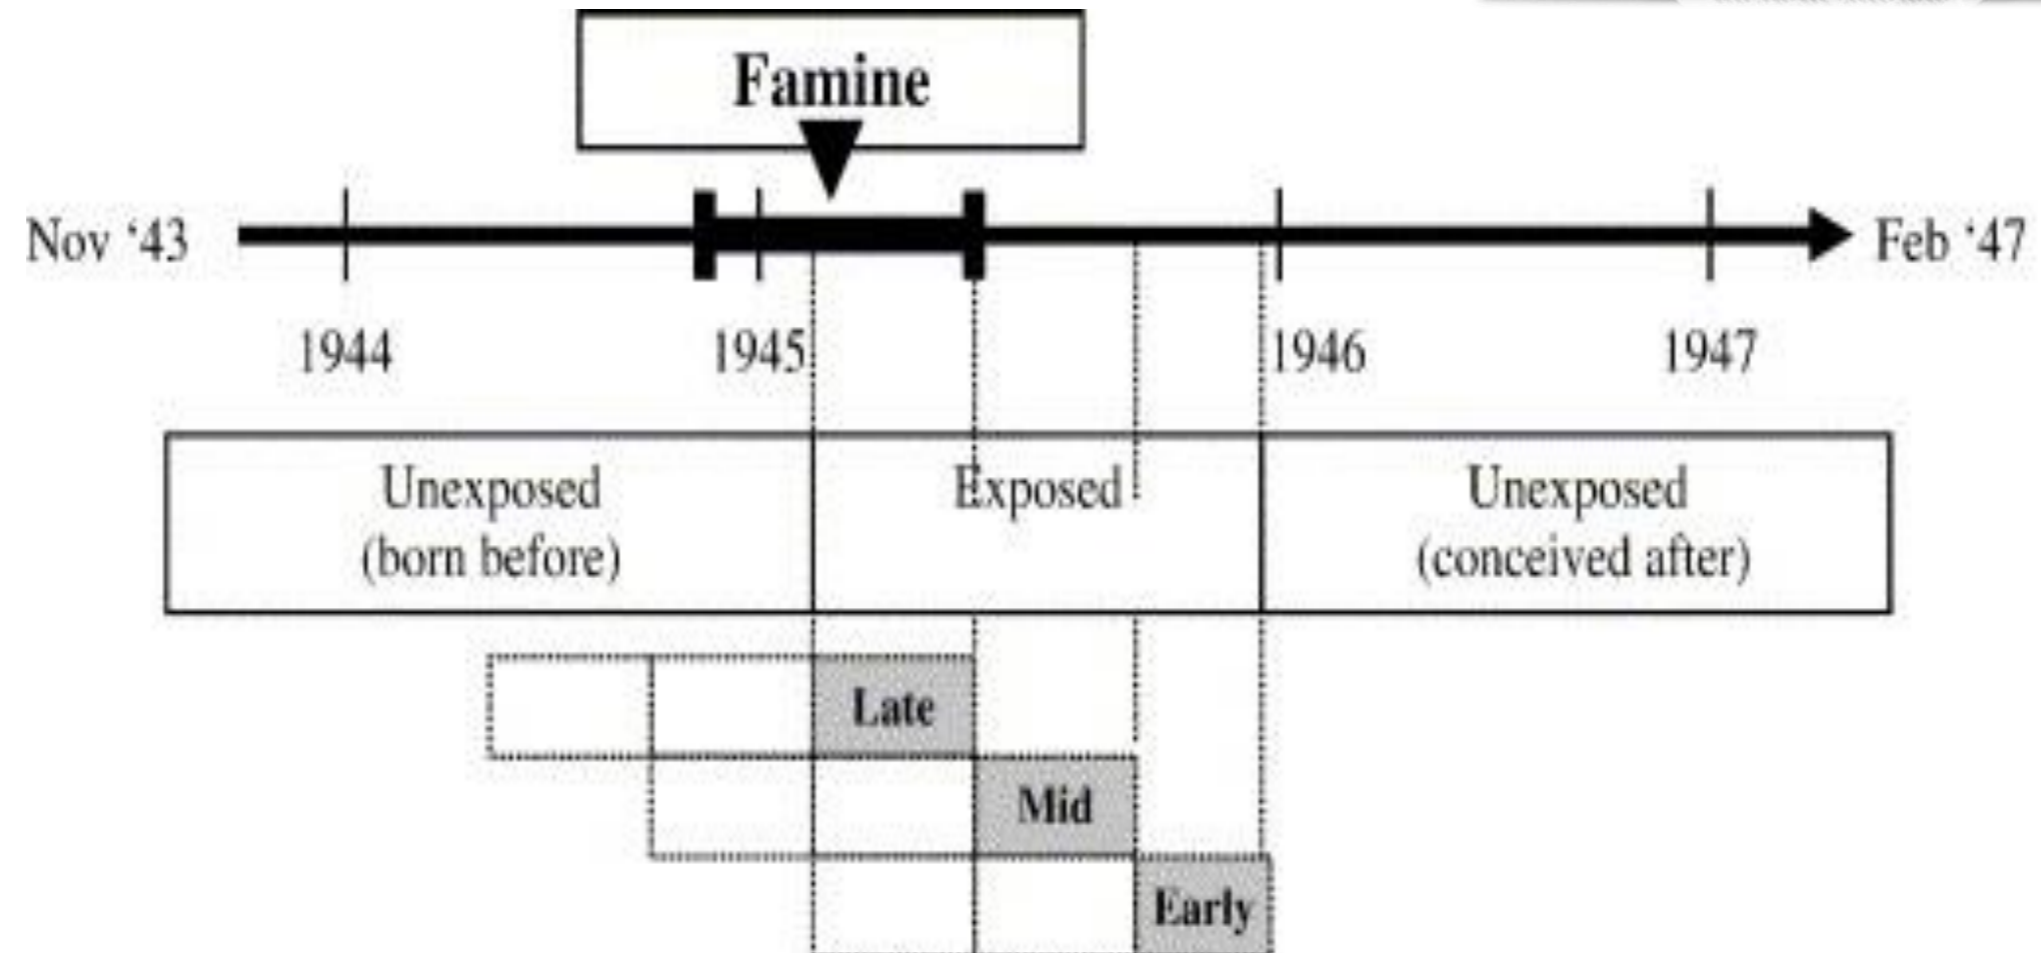 Famine
Nov ‘43
Feb ‘47
1944
1945
1946
1947
Unexposed
(born before)
Exposed
Unexposed
(conceived after)
Late
Mid
Early